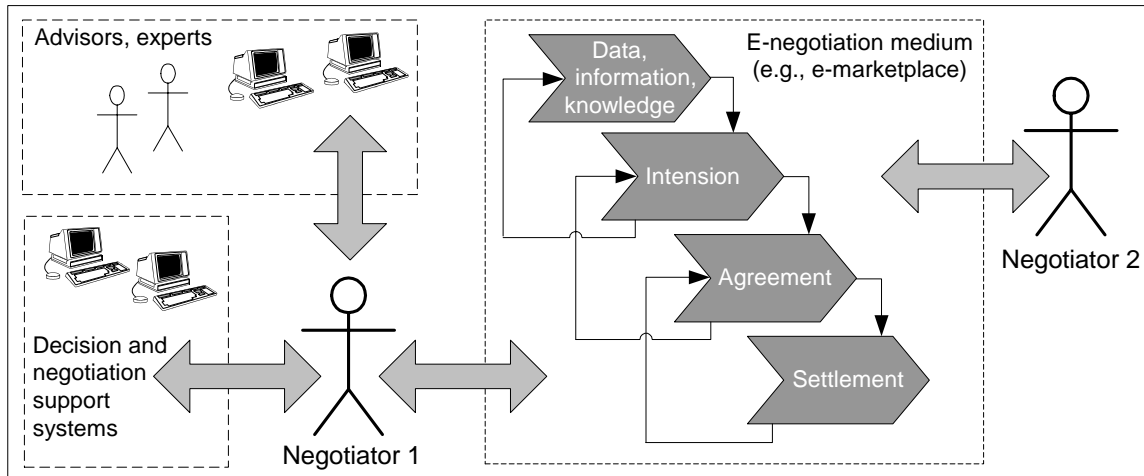 Advisors, experts
Data,
information,
knowledge
E-negotiation medium
(e.g., e-marketplace)
Intension
Negotiator 2
Agreement
Decision and
negotiation
support
systems
Settlement
Negotiator 1